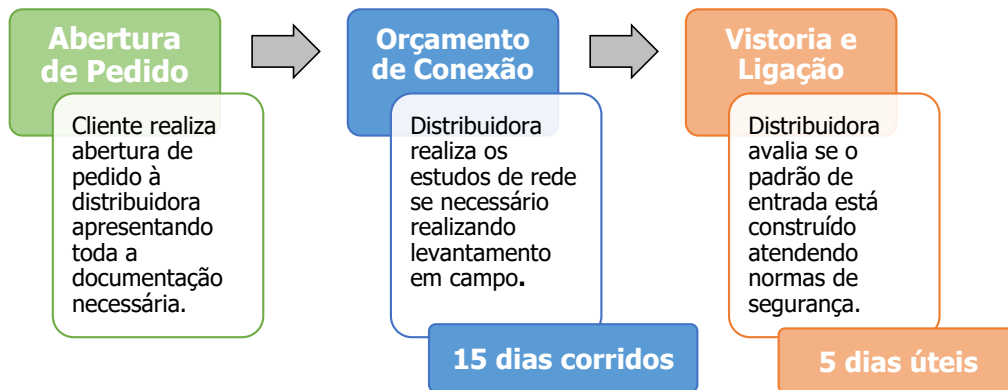 Abertura
de Pedido
Cliente realiza
abertura de
pedido à
distribuidora
apresentando
toda a
documentação
necessária.
Orçamento
de Conexão
Distribuidora
realiza os
estudos de rede
se necessário
realizando
levantamento
em campo.
15 dias corridos
Vistoria e
Ligação
Distribuidora
avalia se o
padrão de
entrada está
construído
atendendo
normas de
segurança.
5 dias úteis